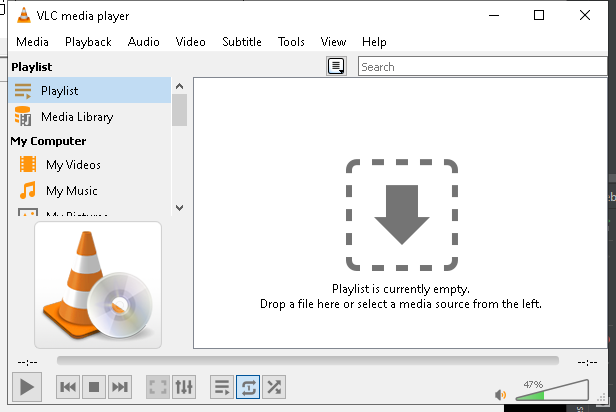 VLC media player
Media Playback Audio Video Subtitle Tools View Help
Playlist
Search
Playlist
Media Library
My Computer
My Videos
My Music
My Pictures
Playlist is currently empty.
Drop a file here or select a media source from the left.
--:--
--:--
47%